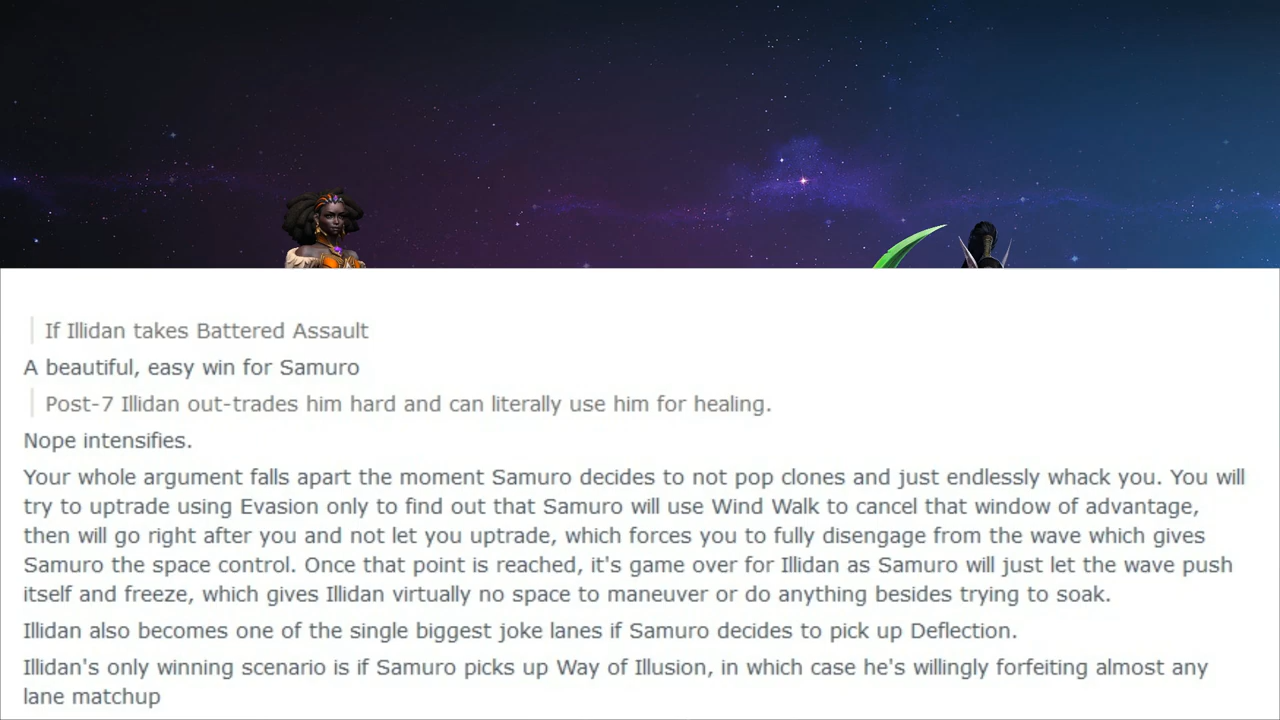 If Illidan takes Battered Assault
A beautiful, easy win for Samuro
Post-7 Illidan out-trades him hard and can literally use him for healing.
Nope intensifies.
Your whole argument falls apart the moment Samuro decides to not pop clones and just endlessly whack you. You will
try to uptrade using Evasion only to find out that Samuro will use Wind Walk to cancel that window of advantage,
then will go right after you and not let you uptrade, which forces you to fully disengage from the wave which gives
Samuro the space control. Once that point is reached, it's game over for Illidan as Samuro will just let the wave push
itself and freeze, which gives Illidan virtually no space to maneuver or do anything besides trying to soak.
Illidan also becomes one of the single biggest joke lanes if Samuro decides to pick up Deflection.
Illidan's only winning scenario is if Samuro picks up Way of Illusion, in which case he's willingly forfeiting almost any
lane matchup